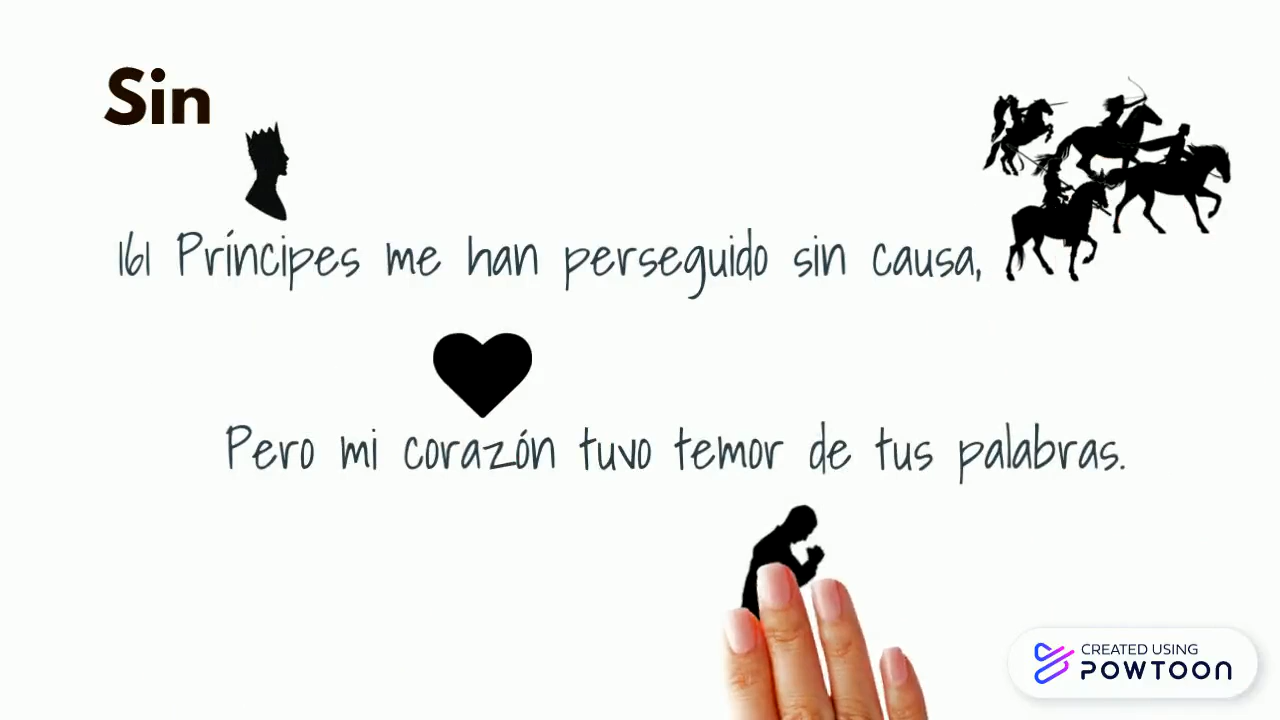 Sin
161 Príncipes me han perseguido sin causa,
Pero mi corazón tuvo temor de tus palabras.
CREATED USING
POWTOON